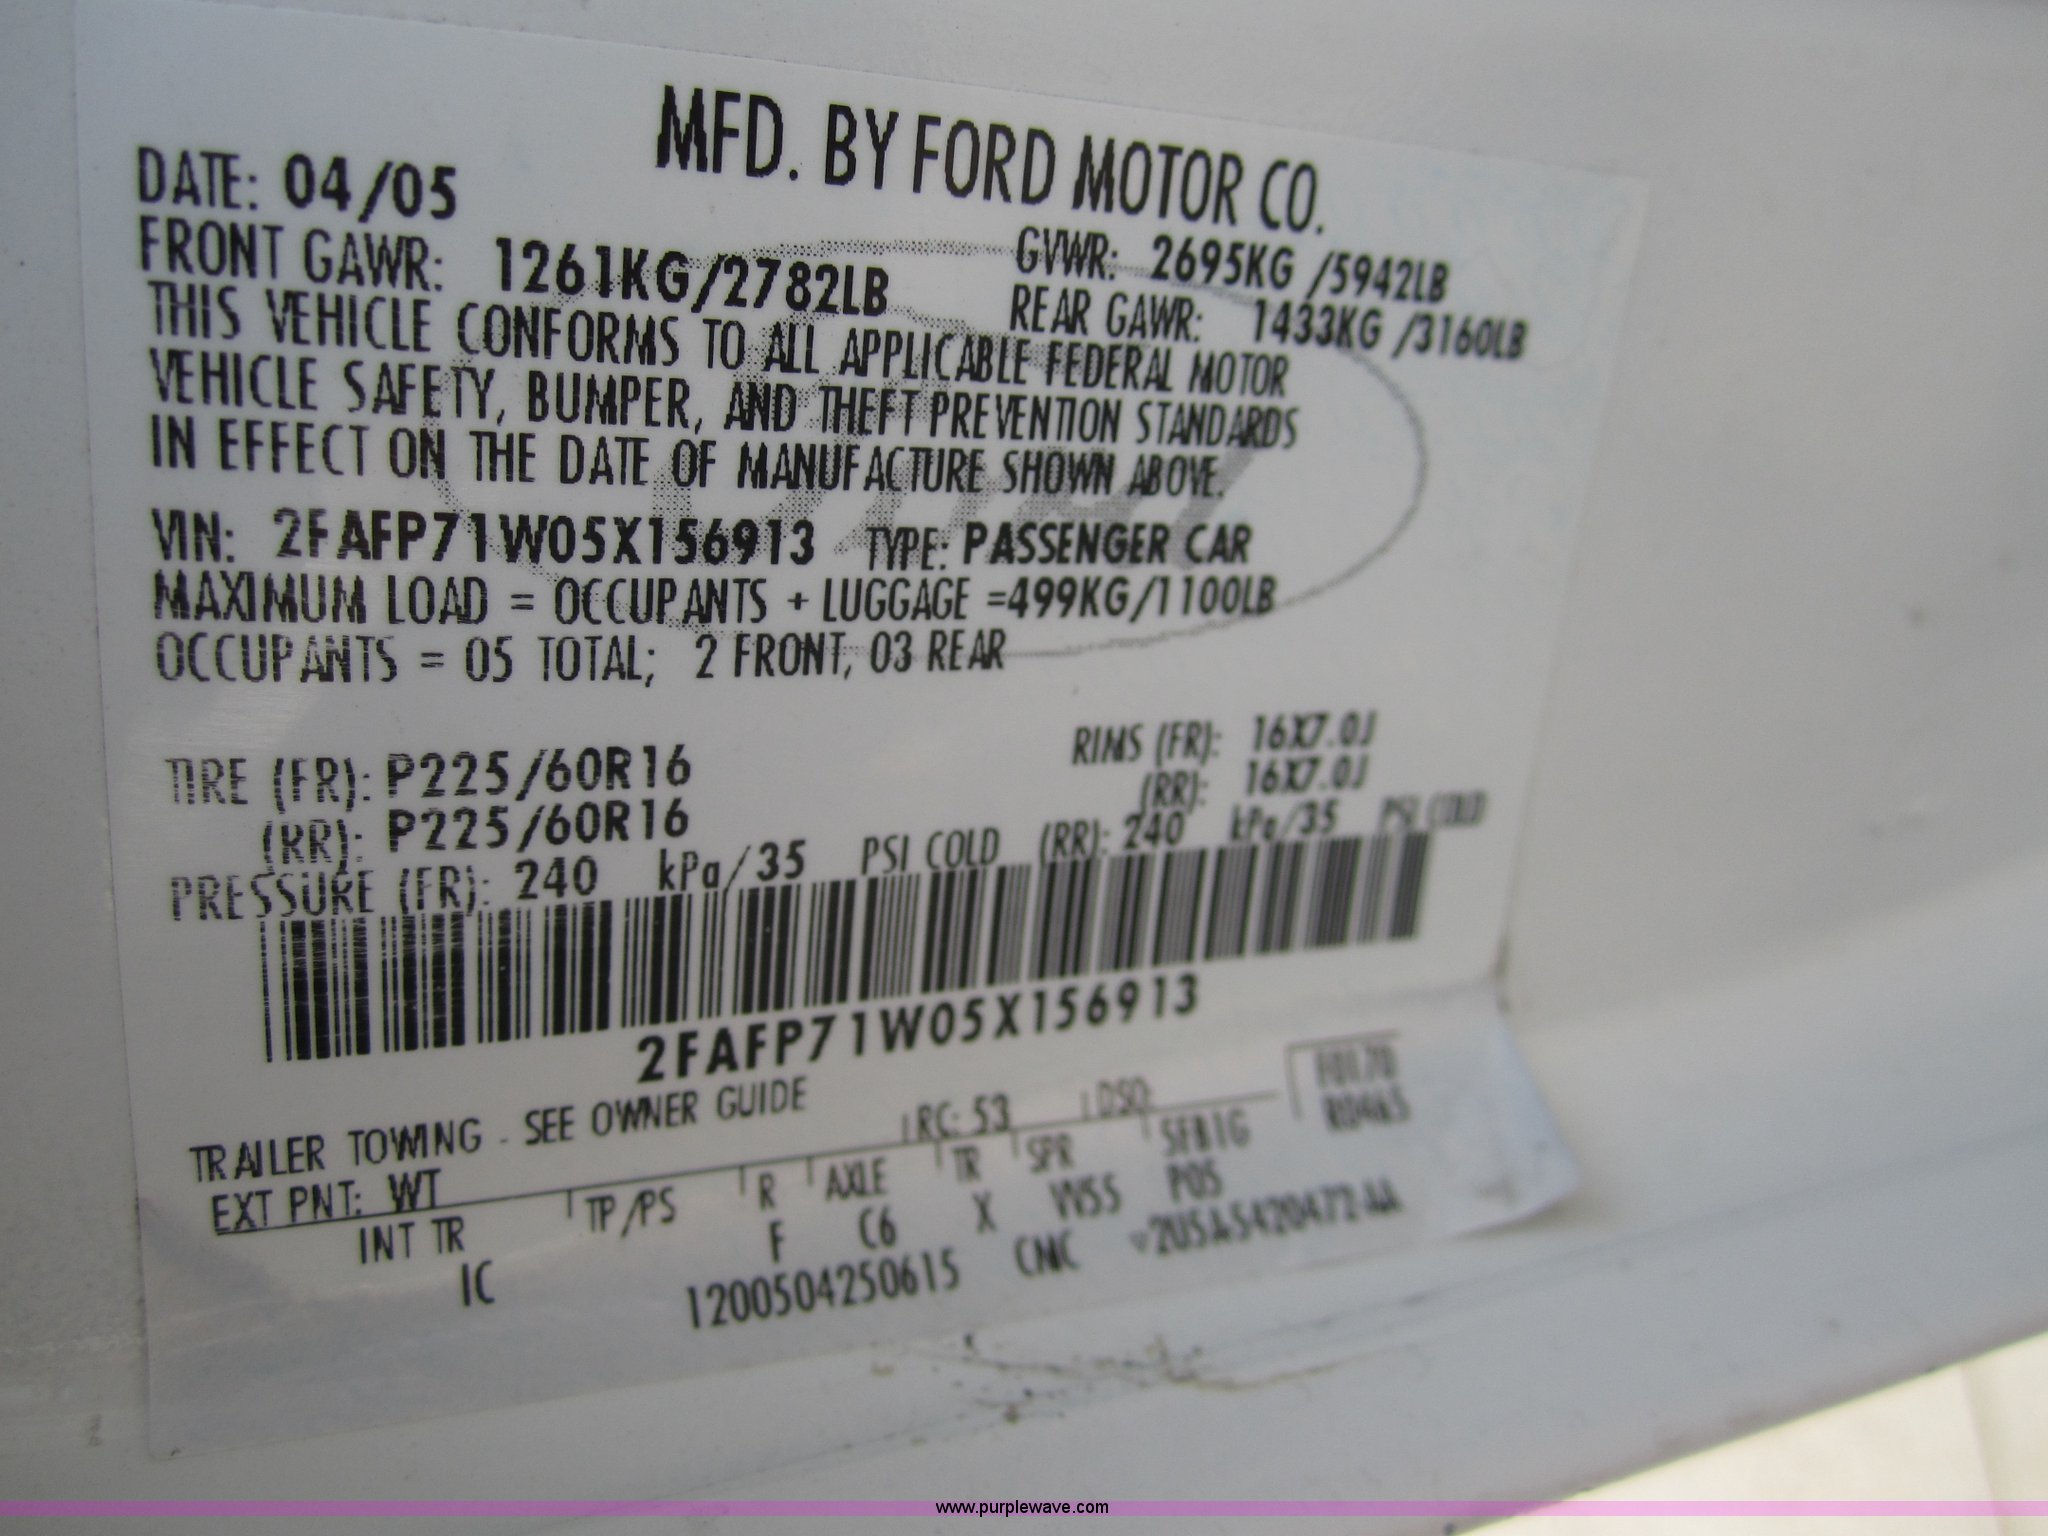 MFD. BY FORD MOTOR CO.
DATE: 04/05
FRONT GAWR: 1261KG/2782LB
GVWR: 2695KG /5942LB
REAR GAWR: 1433KG /3160LB
THIS VEHICLE CONFORMS TO ALL APPLICABLE FEDERAL MOTOR
VEHICLE SAFETY, BUMPER, AND THEFT PREVENTION STANDARDS
IN EFFECT ON THE DATE OF MANUFACTURE SHOWN ABOVE.
VIN: 2FAFP71W05X156913 TYPE: PASSENGER CAR
MAXIMUM LOAD = OCCUPANTS + LUGGAGE =499KG/1100LB
OCCUPANTS = 05 TOTAL; 2 FRONT, 03 REAR
TIRE (FR): P225/60R16 RIMS (FR): 16X7.0J
(RR): P225/60R16 (RR): 16X7.0J
PRESSURE (FR): 240 kPa/35 PSI COLD (RR): 240 kPa/35 PSI COLD
2FAFP71W05X156913
TRAILER TOWING - SEE OWNER GUIDE
EXT PNT: WT RC: 53 DSO:
INT TR TP/PS R AXLE TR SPR
IC F C6 X VV55 POS
1200504250615 CMC
www.purplewave.com